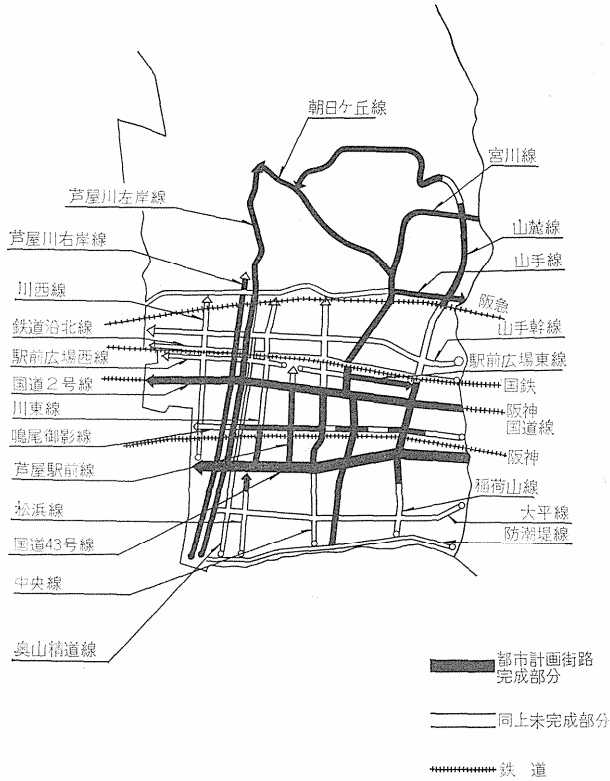 朝日ケ丘線
宮川線
芦屋川左岸線
山麓線
芦屋川右岸線
山手線
川西線
阪急
鉄道沿北線
山手幹線
駅前広場西線
駅前広場東線
国道2号線
国鉄
川東線
阪神
国道線
鳴尾御影線
阪神
芦屋駅前線
稲荷山線
松浜線
大平線
国道43号線
防潮堤線
中央線
奥山精道線
都市計画街路
完成部分
同上未完成部分
鉄 道